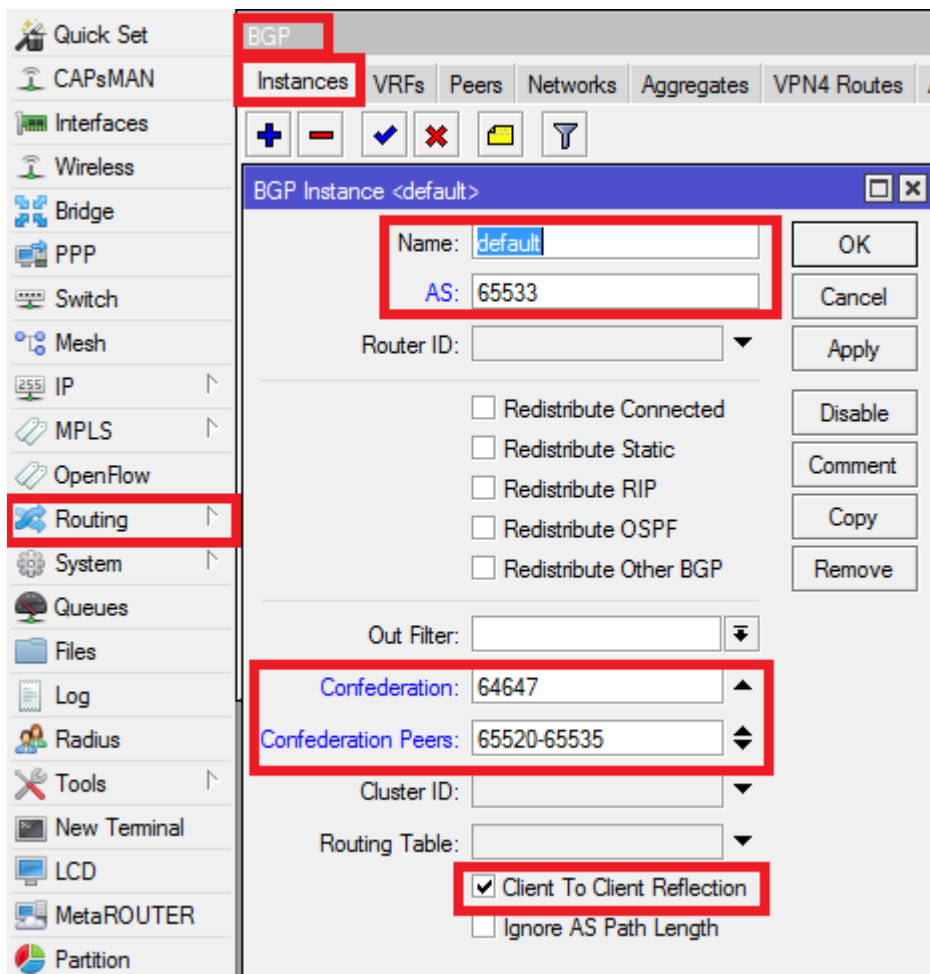 Quick Set
CAPsMAN
Interfaces
Wireless
Bridge
PPP
Switch
Mesh
255 IP
MPLS
OpenFlow
Routing
System
Queues
Files
Log
Radius
Tools
New Terminal
LCD
MetaROUTER
Partition
BGP
Instances VRFs Peers Networks Aggregates VPN4 Routes
BGP Instance <default>
Name: default
AS: 65533
Router ID:
Redistribute Connected
Redistribute Static
Redistribute RIP
Redistribute OSPF
Redistribute Other BGP
Out Filter:
Confederation: 64647
Confederation Peers: 65520-65535
Cluster ID:
Routing Table:
Client To Client Reflection
Ignore AS Path Length
OK
Cancel
Apply
Disable
Comment
Copy
Remove